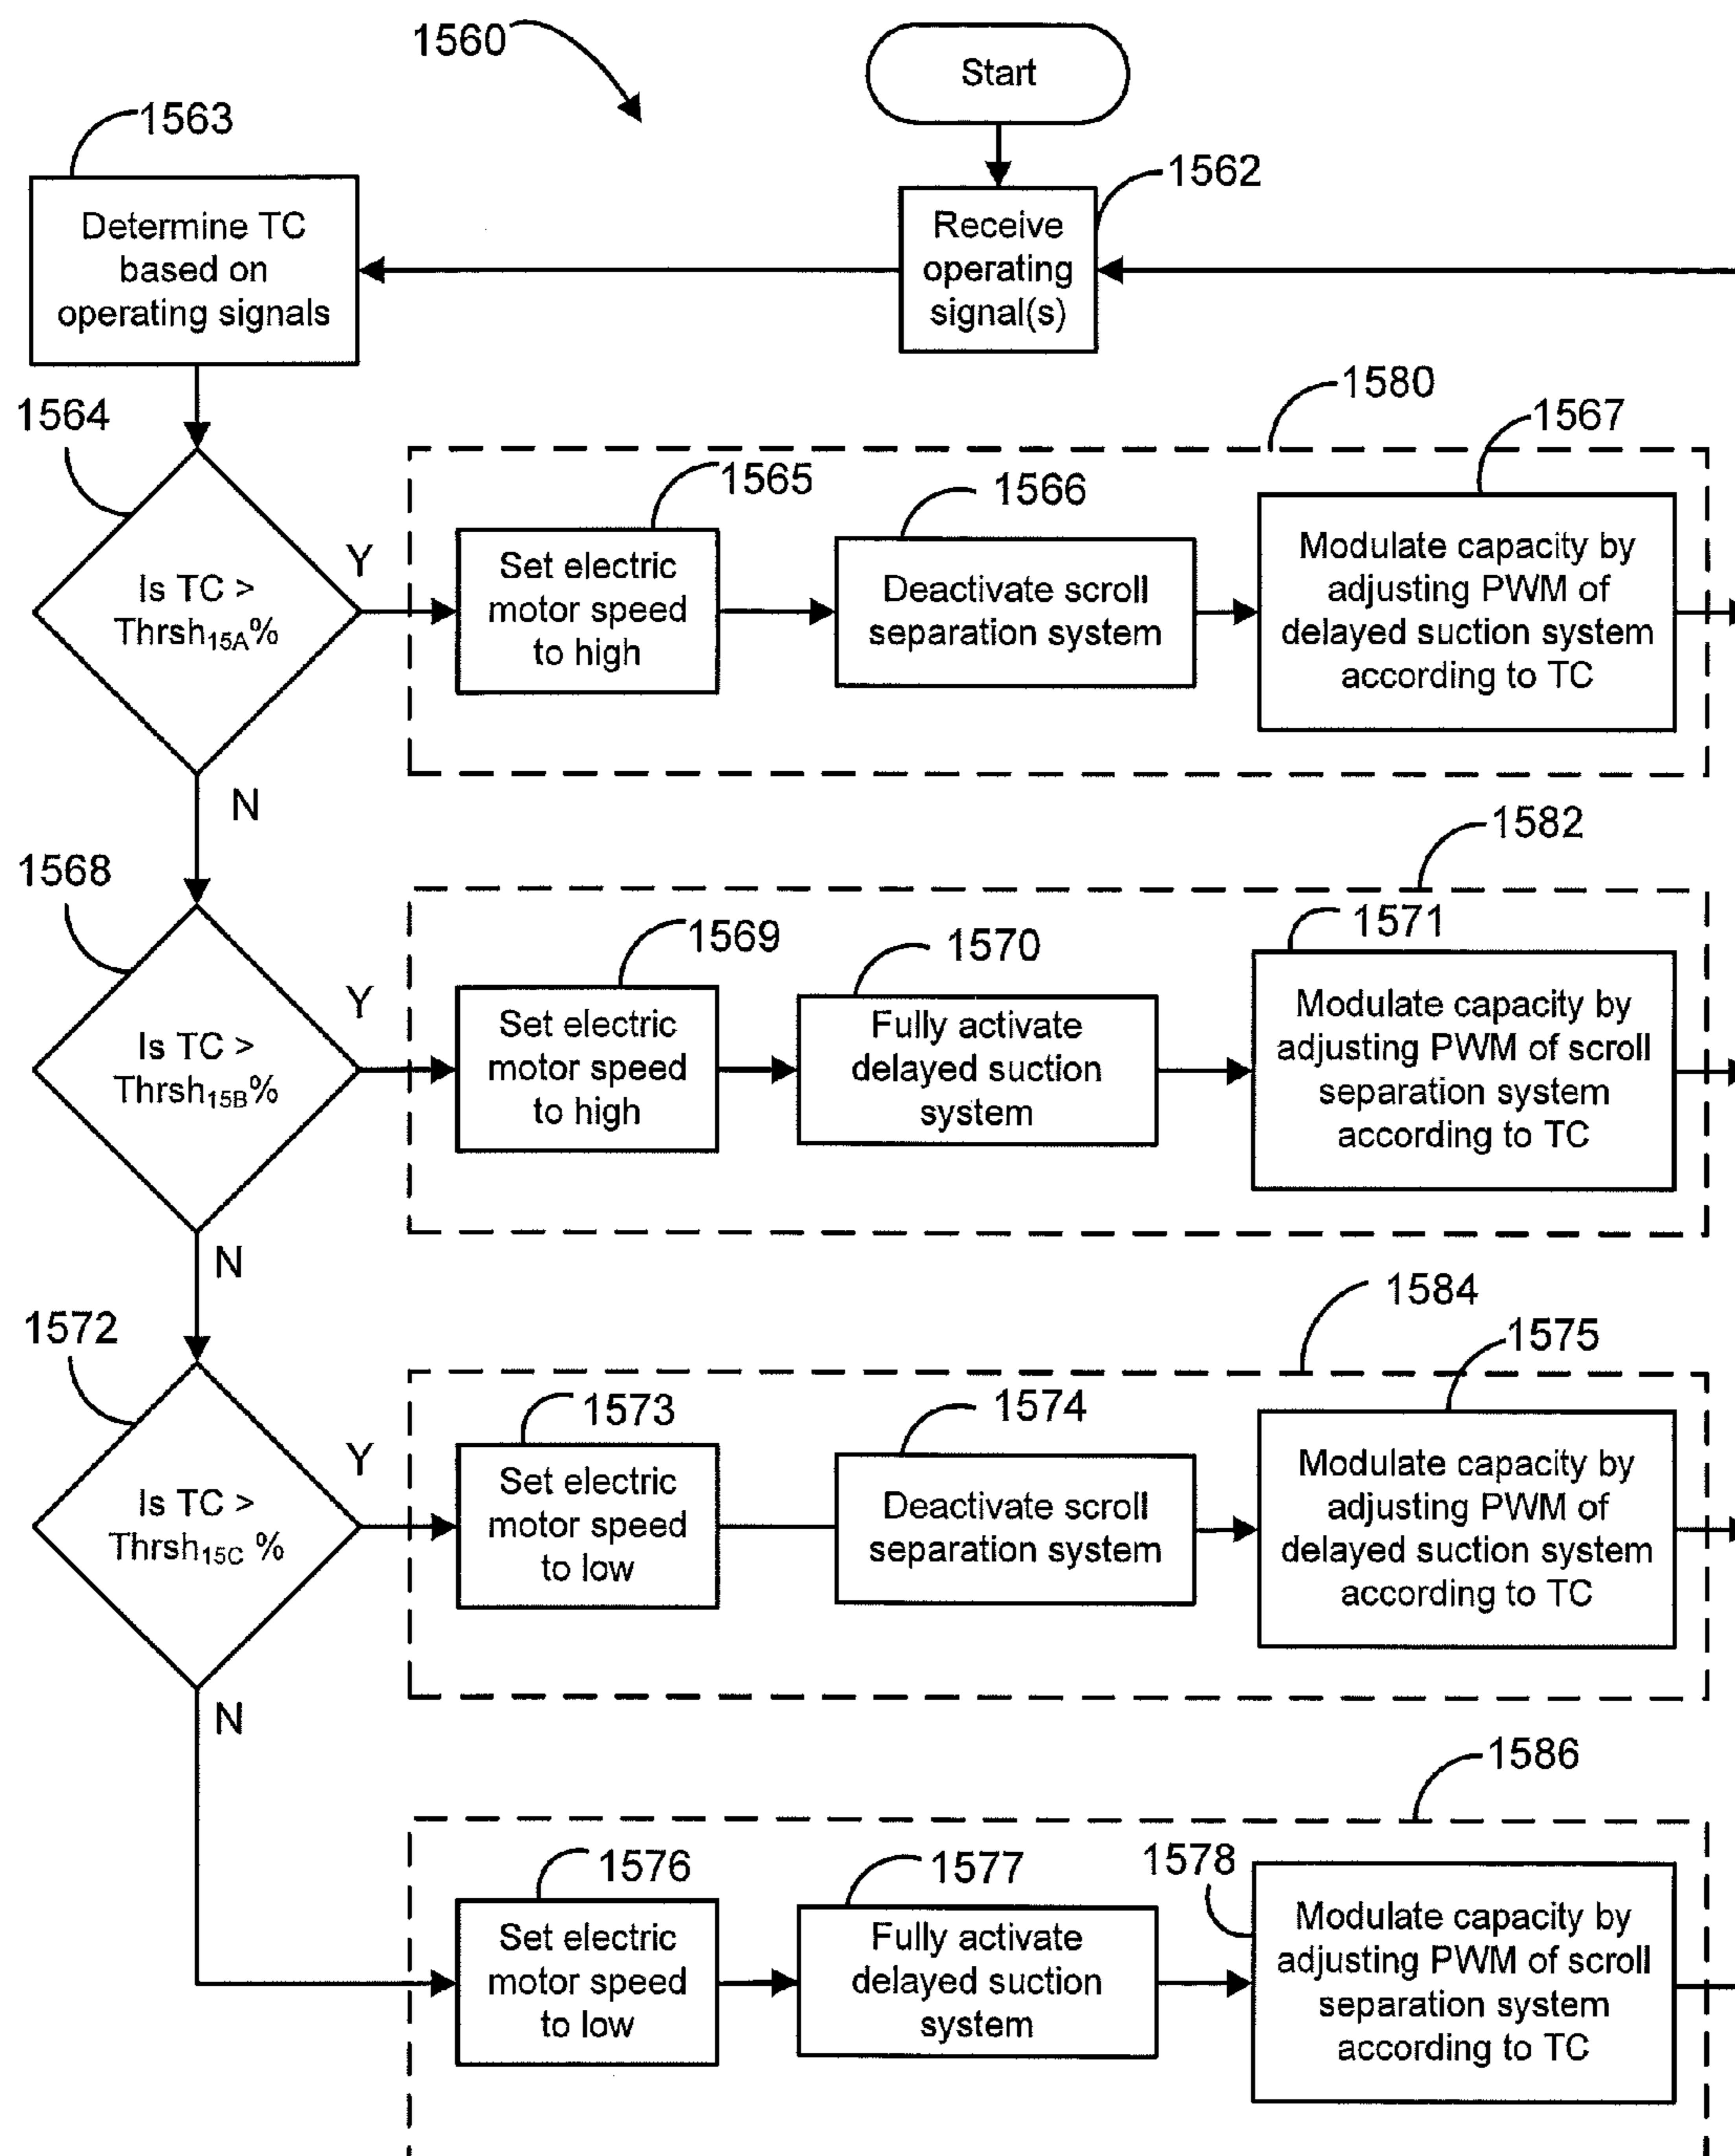 1560
Start
1563
1562
Determine TC
based on
operating signals
Receive
operating
signal(s)
1580
1564
1567
1565
1566
Is TC >
Thrsh15A%
Y
Set electric
motor speed
to high
Deactivate scroll
separation system
Modulate capacity by
adjusting PWM of
delayed suction system
according to TC
N
1582
1568
1571
1569
1570
Is TC >
Thrsh15B%
Y
Set electric
motor speed
to high
Fully activate
delayed suction
system
Modulate capacity by
adjusting PWM of scroll
separation system
according to TC
N
1584
1572
1575
1573
1574
Is TC >
Thrsh15C %
Y
Set electric
motor speed
to low
Deactivate scroll
separation system
Modulate capacity by
adjusting PWM of
delayed suction system
according to TC
N
1586
1576
1577
1578
Set electric
motor speed
to low
Fully activate
delayed suction
system
Modulate capacity by
adjusting PWM of scroll
separation system
according to TC